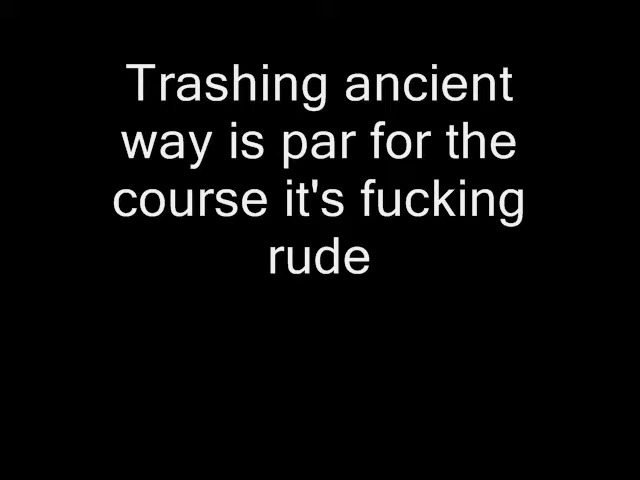 Trashing ancient
way is par for the
course it's fucking
rude